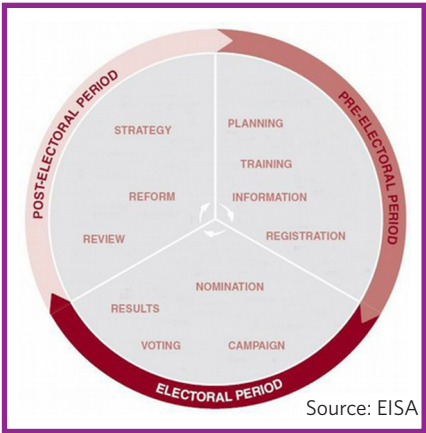 POST-ELECTORAL PERIOD
STRATEGY
REFORM
REVIEW
PRE-ELECTORAL PERIOD
PLANNING
TRAINING
INFORMATION
REGISTRATION
NOMINATION
RESULTS
VOTING
CAMPAIGN
ELECTORAL PERIOD
Source: EISA